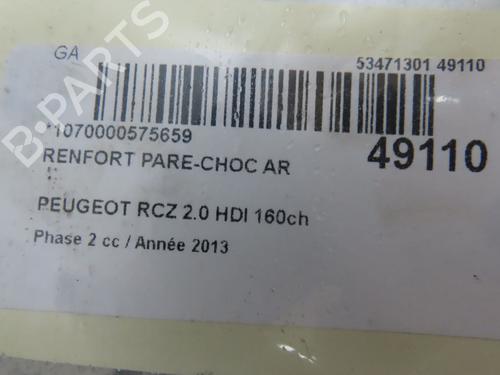 GA
53471301 49110
*1070000575659
49110
RENFORT PARE-CHOC AR
PEUGEOT RCZ 2.0 HDI 160ch
Phase 2 cc / Année 2013
B-PARTS